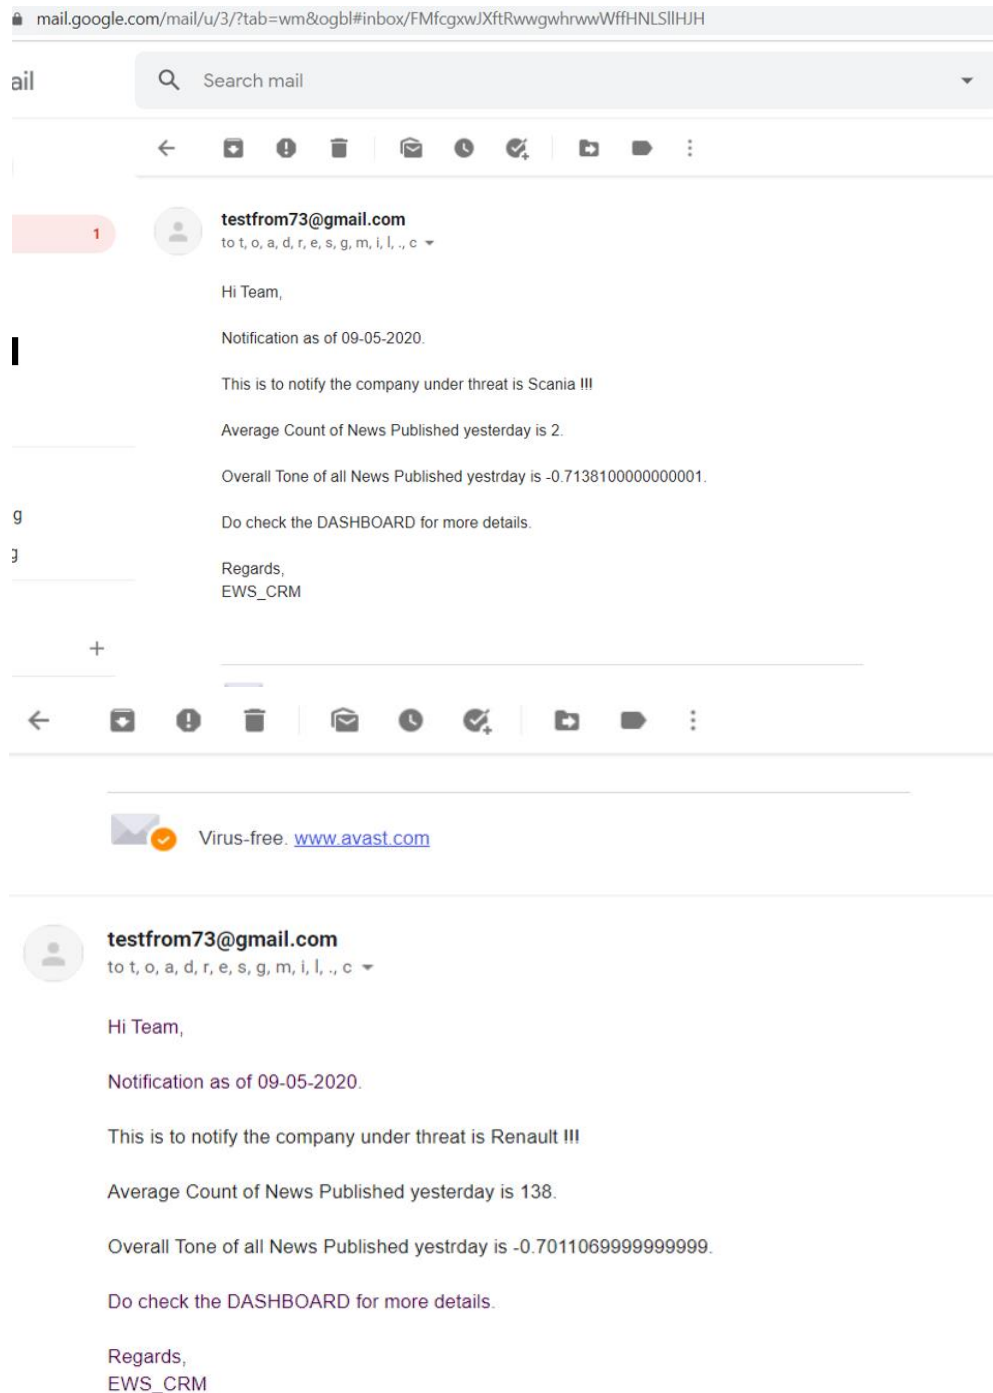 mail.google.com/mail/u/3/?tab=wm&ogbl#inbox/FMfcgxwJXftRwwgwhrwwWffHNLSllHJH
ail
Search mail
1
testfrom73@gmail.com
to t, o, a, d, r, e, s, g, m, i, l, ., c
Hi Team,
Notification as of 09-05-2020.
This is to notify the company under threat is Scania !!!
Average Count of News Published yesterday is 2.
Overall Tone of all News Published yestrday is -0.7138100000000001.
g
Do check the DASHBOARD for more details.
g
Regards,
EWS_CRM
Virus-free. www.avast.com
testfrom73@gmail.com
to t, o, a, d, r, e, s, g, m, i, l, ., c
Hi Team,
Notification as of 09-05-2020.
This is to notify the company under threat is Renault !!!
Average Count of News Published yesterday is 138.
Overall Tone of all News Published yestrday is -0.7011069999999999.
Do check the DASHBOARD for more details.
Regards,
EWS_CRM